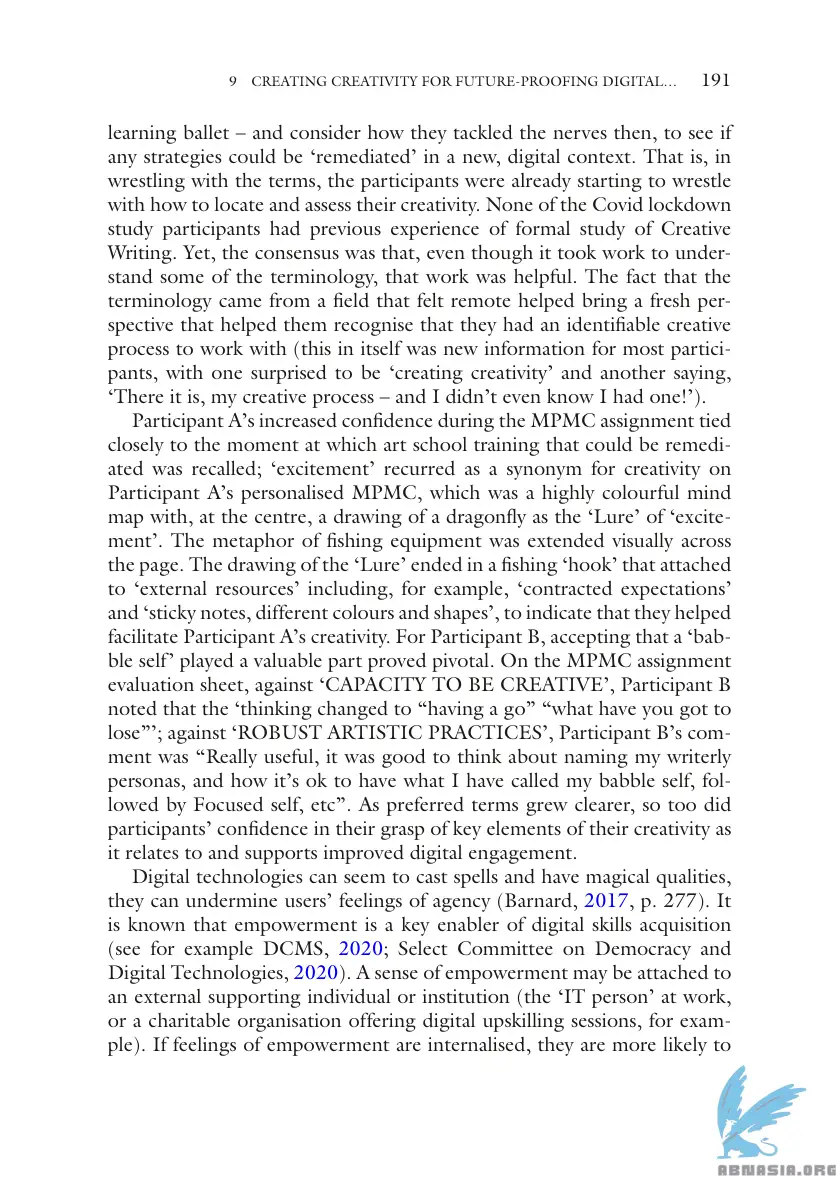 9 CREATING CREATIVITY FOR FUTURE-PROOFING DIGITAL… 191
learning ballet – and consider how they tackled the nerves then, to see if
any strategies could be ‘remediated’ in a new, digital context. That is, in
wrestling with the terms, the participants were already starting to wrestle
with how to locate and assess their creativity. None of the Covid lockdown
study participants had previous experience of formal study of Creative
Writing. Yet, the consensus was that, even though it took work to under-
stand some of the terminology, that work was helpful. The fact that the
terminology came from a field that felt remote helped bring a fresh per-
spective that helped them recognise that they had an identifiable creative
process to work with (this in itself was new information for most partici-
pants, with one surprised to be ‘creating creativity’ and another saying,
‘There it is, my creative process – and I didn’t even know I had one!’).
Participant A’s increased confidence during the MPMC assignment tied
closely to the moment at which art school training that could be remedi-
ated was recalled; ‘excitement’ recurred as a synonym for creativity on
Participant A’s personalised MPMC, which was a highly colourful mind
map with, at the centre, a drawing of a dragonfly as the ‘Lure’ of ‘excite-
ment’. The metaphor of fishing equipment was extended visually across
the page. The drawing of the ‘Lure’ ended in a fishing ‘hook’ that attached
to ‘external resources’ including, for example, ‘contracted expectations’
and ‘sticky notes, different colours and shapes’, to indicate that they helped
facilitate Participant A’s creativity. For Participant B, accepting that a ‘bab-
ble self’ played a valuable part proved pivotal. On the MPMC assignment
evaluation sheet, against ‘CAPACITY TO BE CREATIVE’, Participant B
noted that the ‘thinking changed to “having a go” “what have you got to
lose”’; against ‘ROBUST ARTISTIC PRACTICES’, Participant B’s com-
ment was “Really useful, it was good to think about naming my writerly
personas, and how it’s ok to have what I have called my babble self, fol-
lowed by Focused self, etc”. As preferred terms grew clearer, so too did
participants’ confidence in their grasp of key elements of their creativity as
it relates to and supports improved digital engagement.
Digital technologies can seem to cast spells and have magical qualities,
they can undermine users’ feelings of agency (Barnard, 2017, p. 277). It
is known that empowerment is a key enabler of digital skills acquisition
(see for example DCMS, 2020; Select Committee on Democracy and
Digital Technologies, 2020). A sense of empowerment may be attached to
an external supporting individual or institution (the ‘IT person’ at work,
or a charitable organisation offering digital upskilling sessions, for exam-
ple). If feelings of empowerment are internalised, they are more likely to
ABNASIA.ORG